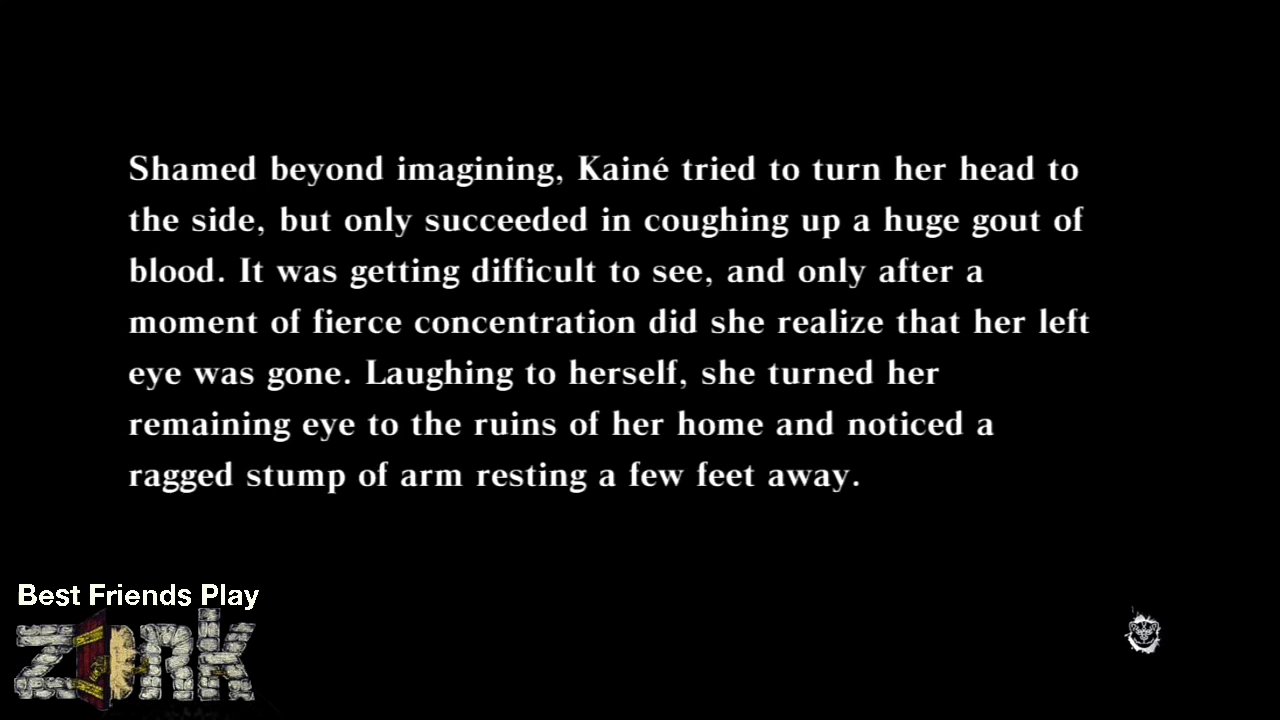 Shamed beyond imagining, Kainé tried to turn her head to
the side, but only succeeded in coughing up a huge gout of
blood. It was getting difficult to see, and only after a
moment of fierce concentration did she realize that her left
eye was gone. Laughing to herself, she turned her
remaining eye to the ruins of her home and noticed a
ragged stump of arm resting a few feet away.
Best Friends Play
ZORK